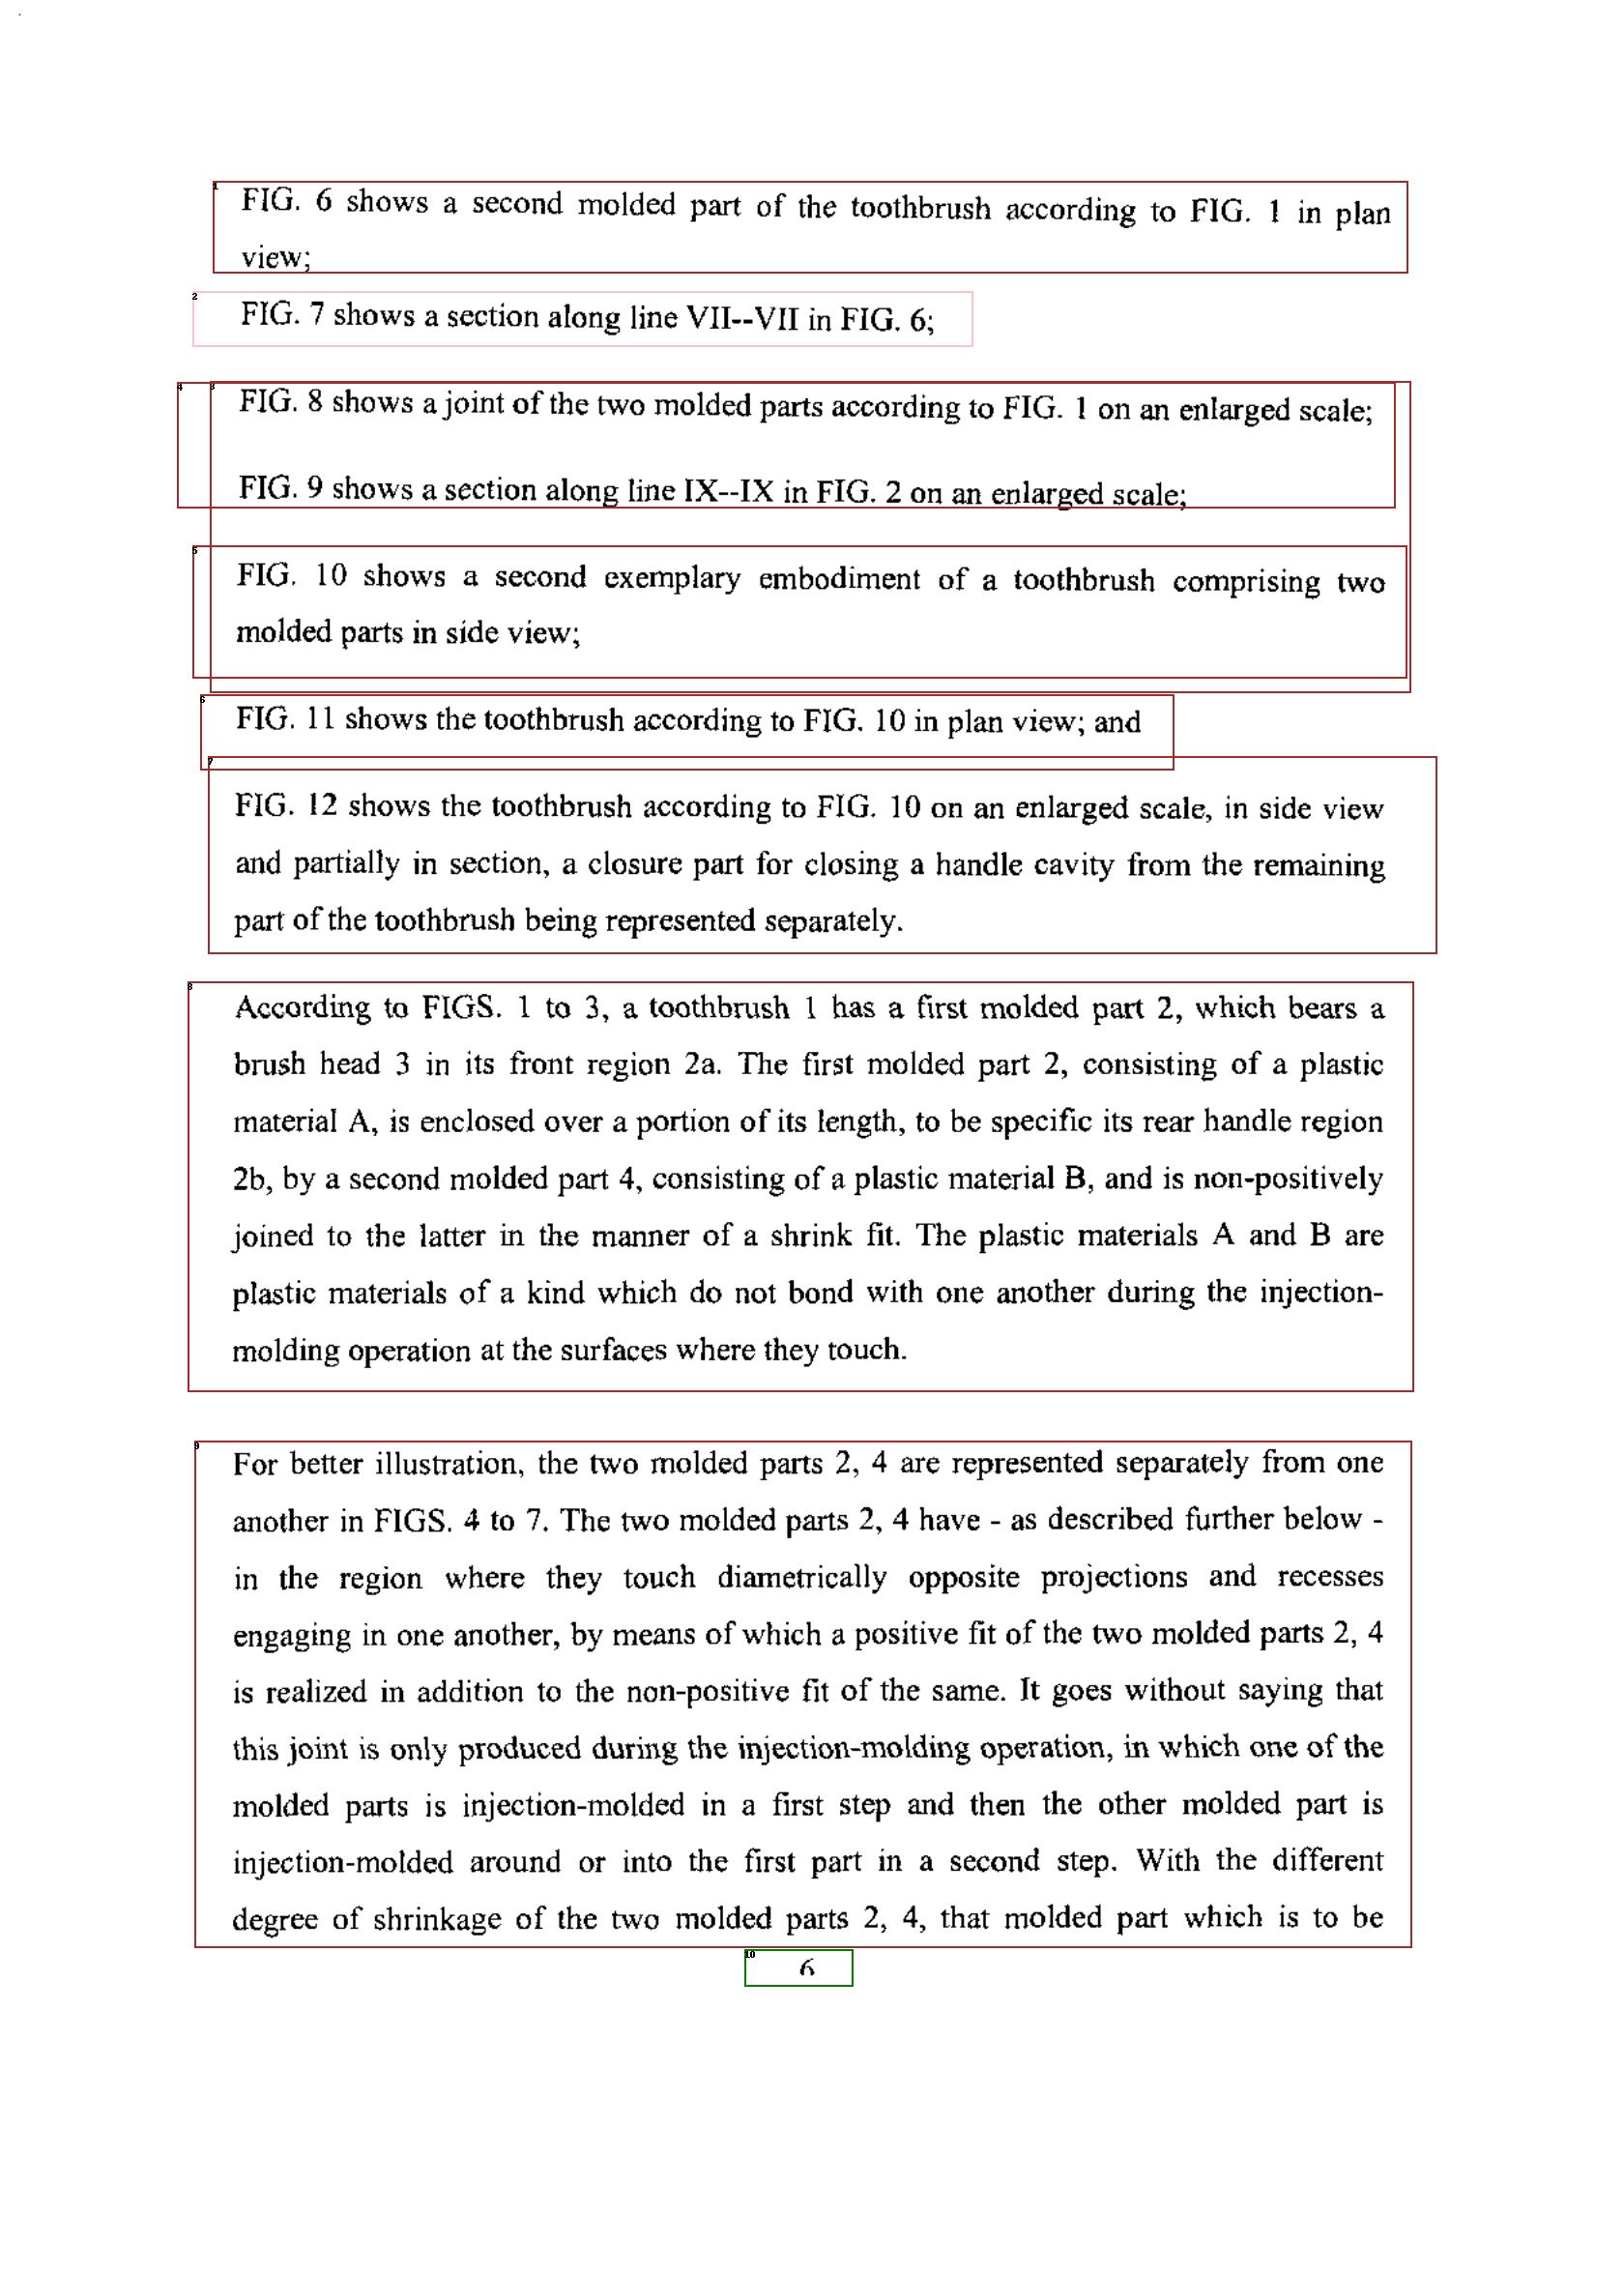 FIG. 6 shows a second molded part of the toothbrush according to FIG. 1 in plan
view;
FIG. 7 shows a section along line VII--VII in FIG. 6;
FIG. 8 shows a joint of the two molded parts according to FIG. 1 on an enlarged scale;
FIG. 9 shows a section along line IX--IX in FIG. 2 on an enlarged scale;
FIG. 10 shows a second exemplary embodiment of a toothbrush comprising two
molded parts in side view;
FIG. 11 shows the toothbrush according to FIG. 10 in plan view; and
FIG. 12 shows the toothbrush according to FIG. 10 on an enlarged scale, in side view
and partially in section, a closure part for closing a handle cavity from the remaining
part of the toothbrush being represented separately.
According to FIGS. 1 to 3, a toothbrush 1 has a first molded part 2, which bears a
brush head 3 in its front region 2a. The first molded part 2, consisting of a plastic
material A, is enclosed over a portion of its length, to be specific its rear handle region
2b, by a second molded part 4, consisting of a plastic material B, and is non-positively
joined to the latter in the manner of a shrink fit. The plastic materials A and B are
plastic materials of a kind which do not bond with one another during the injection-
molding operation at the surfaces where they touch.
For better illustration, the two molded parts 2, 4 are represented separately from one
another in FIGS. 4 to 7. The two molded parts 2, 4 have - as described further below -
in the region where they touch diametrically opposite projections and recesses
engaging in one another, by means of which a positive fit of the two molded parts 2, 4
is realized in addition to the non-positive fit of the same. It goes without saying that
this joint is only produced during the injection-molding operation, in which one of the
molded parts is injection-molded in a first step and then the other molded part is
injection-molded around or into the first part in a second step. With the different
degree of shrinkage of the two molded parts 2, 4, that molded part which is to be
6